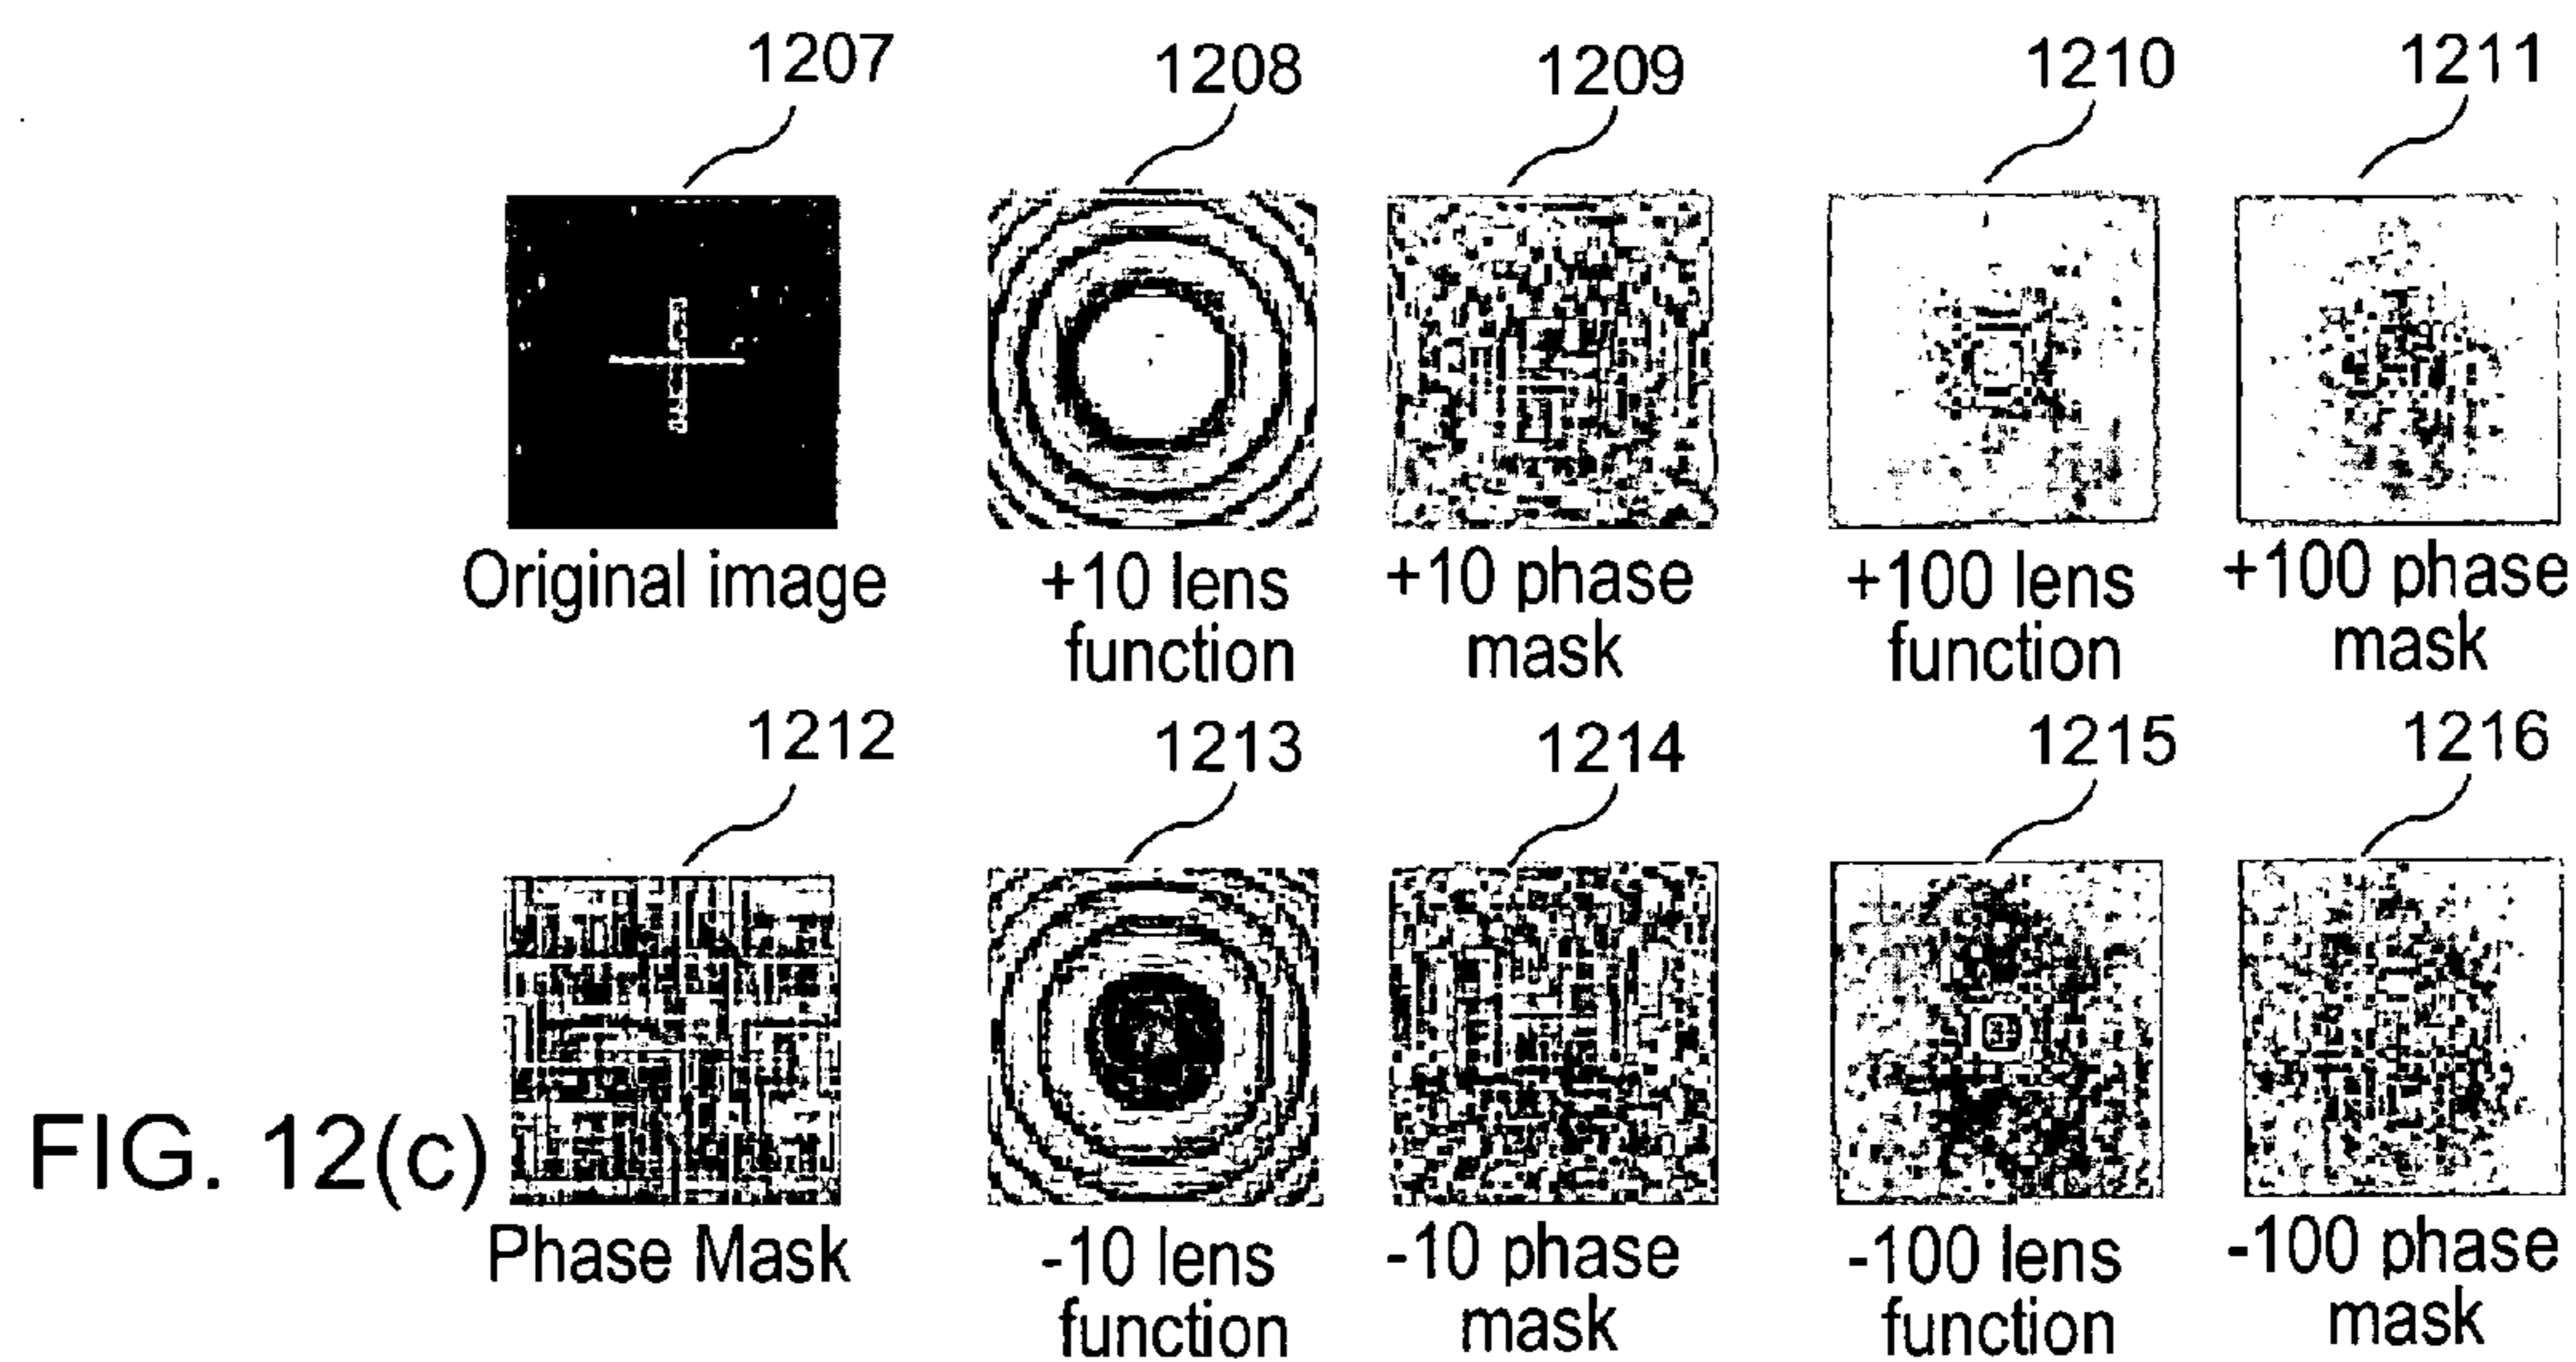 1207 1208 1209 1210 1211
Original image +10 lens function +10 phase mask +100 lens function +100 phase mask
1212 1213 1214 1215 1216
FIG. 12(c)
Phase Mask -10 lens function -10 phase mask -100 lens function -100 phase mask